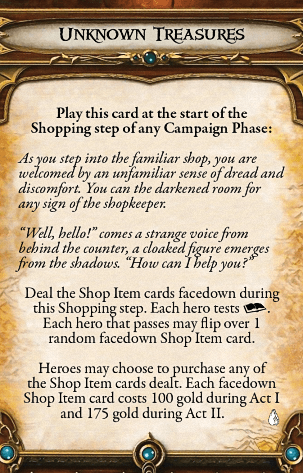 Unknown Treasures
Play this card at the start of the
Shopping step of any Campaign Phase:
As you step into the familiar shop, you are
welcomed by an unfamiliar sense of dread and
discomfort. You can the darkened room for
any sign of the shopkeeper.
“Well, hello!” comes a strange voice from
behind the counter, a cloaked figure emerges
from the shadows. “How can I help you?”
Deal the Shop Item cards facedown during
this Shopping step. Each hero tests .
Each hero that passes may flip over 1
random facedown Shop Item card.
Heroes may choose to purchase any of
the Shop Item cards dealt. Each facedown
Shop Item card costs 100 gold during Act I
and 175 gold during Act II.